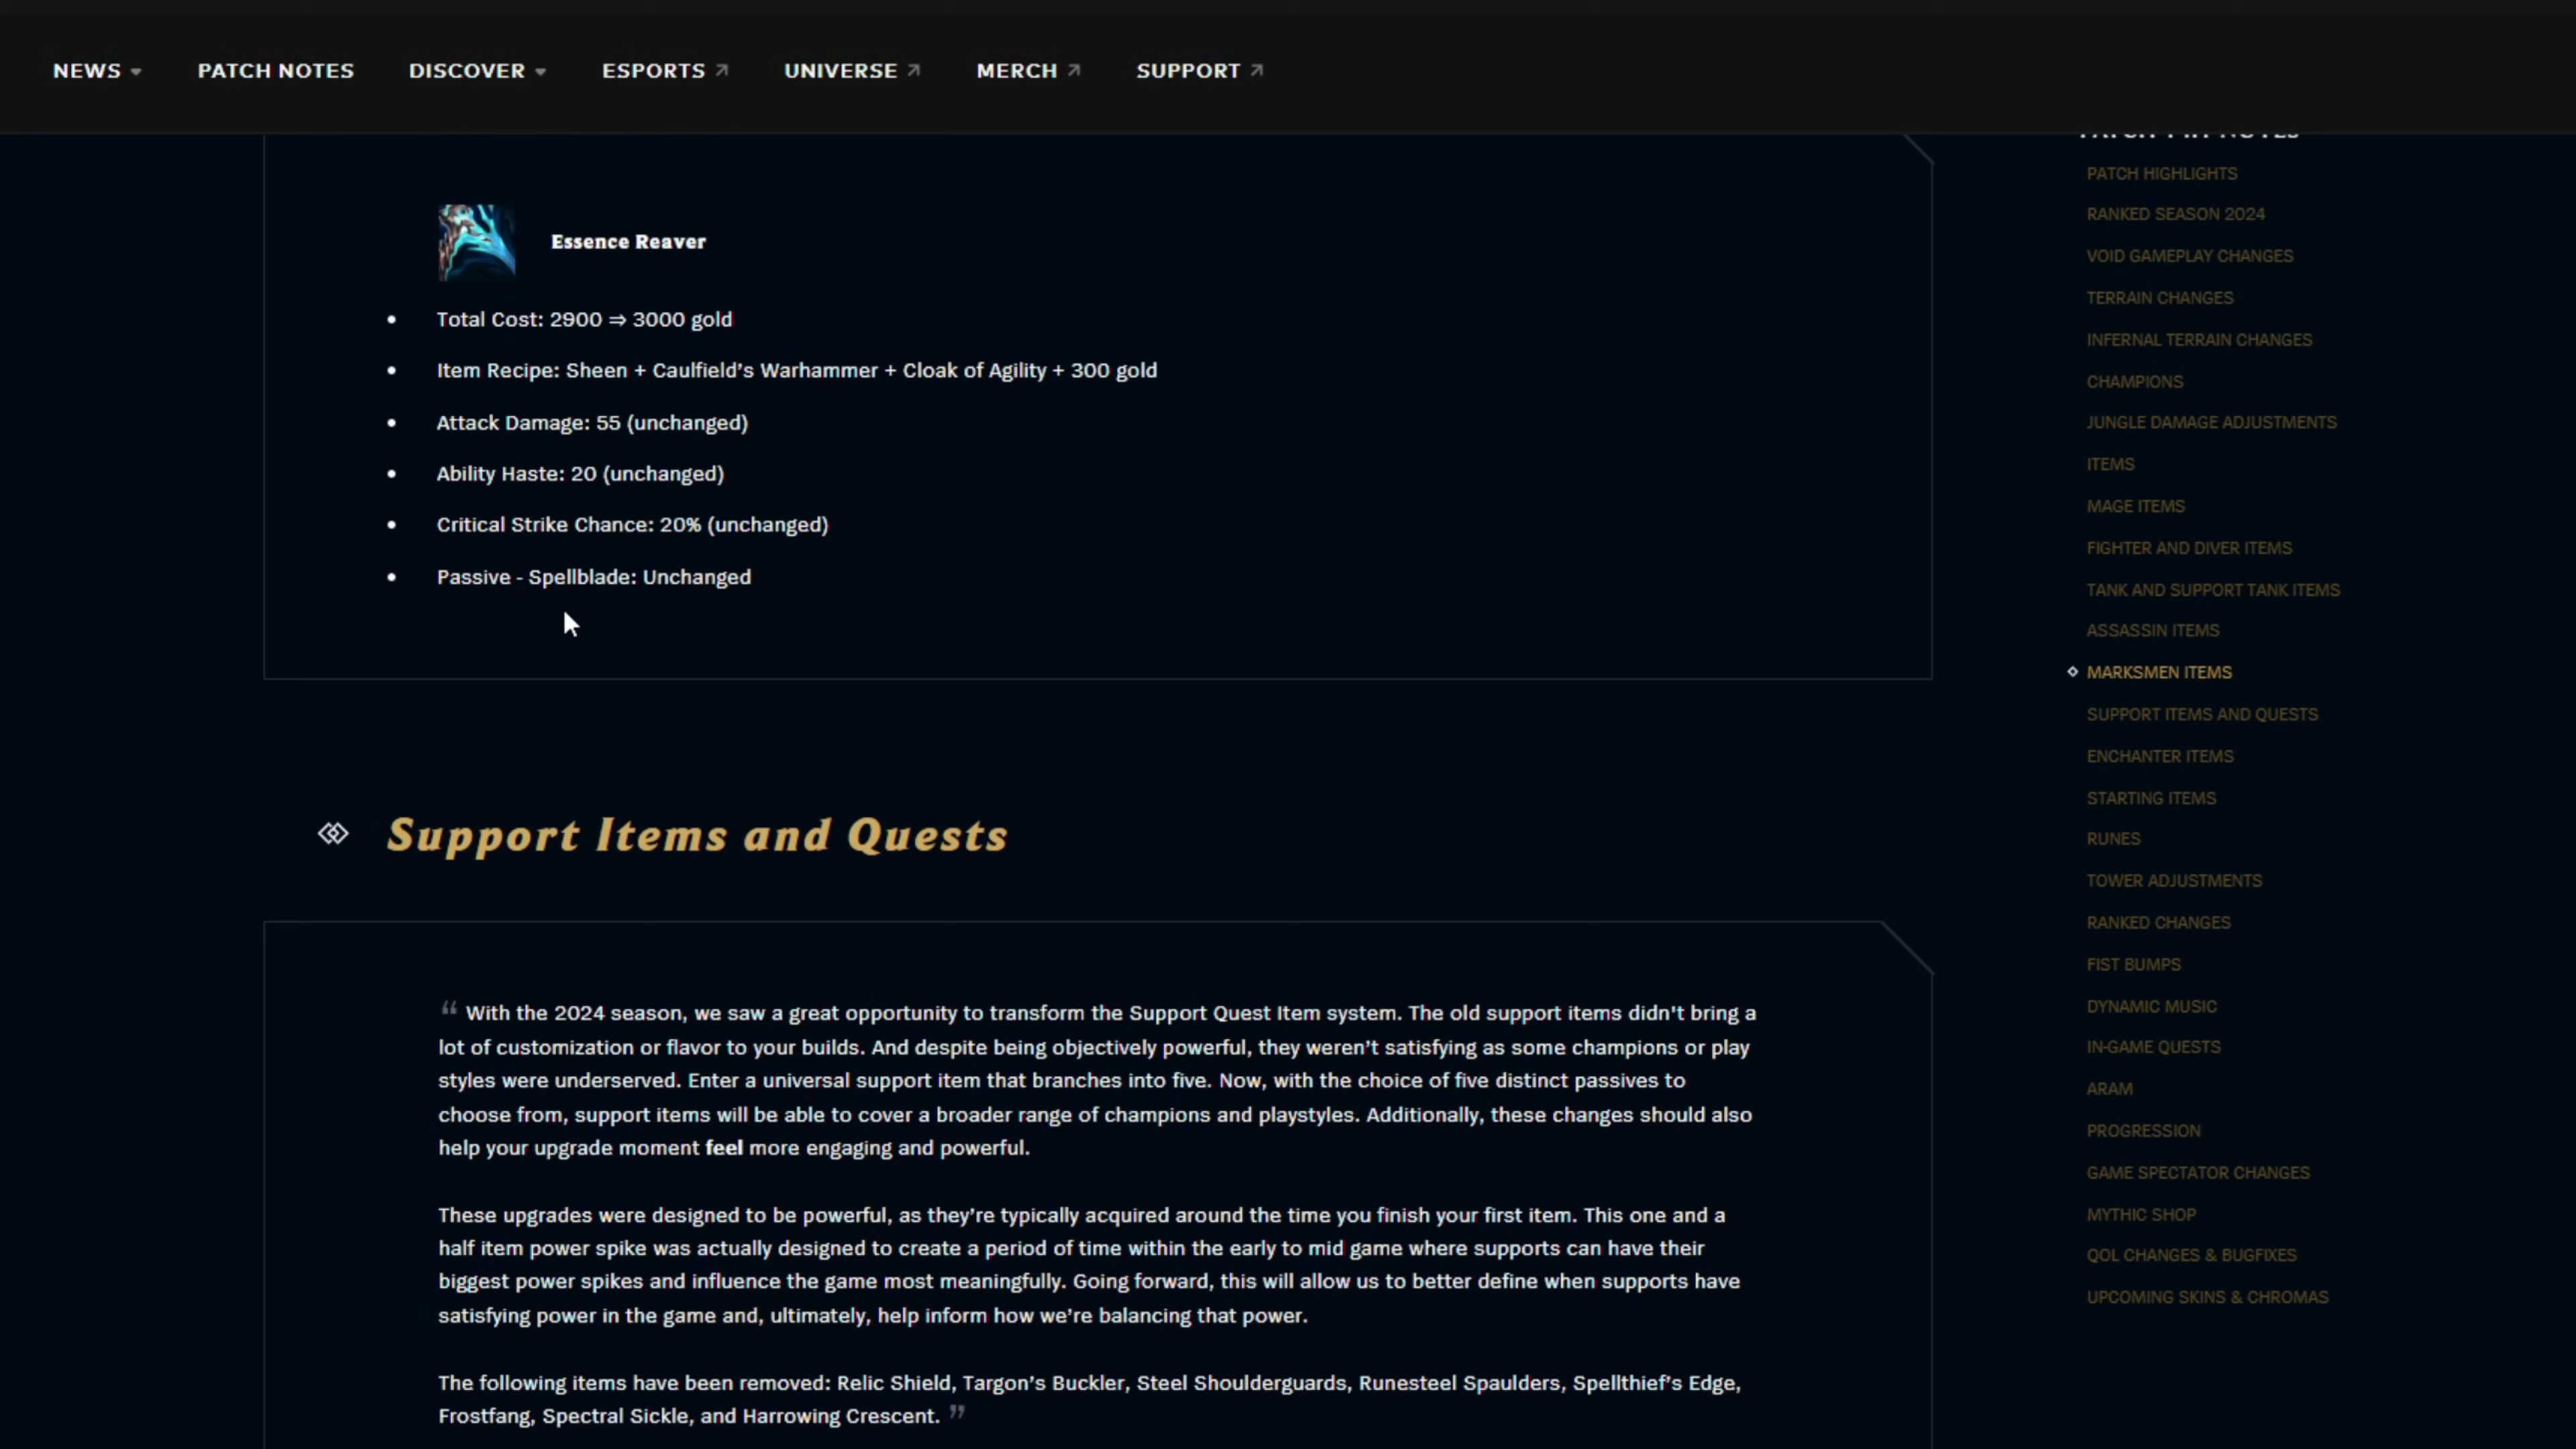 NEWS
PATCH NOTES
DISCOVER
ESPORTS
UNIVERSE
MERCH
SUPPORT
Essence Reaver
• Total Cost: 2900 ⇒ 3000 gold
• Item Recipe: Sheen + Caulfield’s Warhammer + Cloak of Agility + 300 gold
• Attack Damage: 55 (unchanged)
• Ability Haste: 20 (unchanged)
• Critical Strike Chance: 20% (unchanged)
• Passive - Spellblade: Unchanged
Support Items and Quests
“ With the 2024 season, we saw a great opportunity to transform the Support Quest Item system. The old support items didn’t bring a
lot of customization or flavor to your builds. And despite being objectively powerful, they weren’t satisfying as some champions or play
styles were underserved. Enter a universal support item that branches into five. Now, with the choice of five distinct passives to
choose from, support items will be able to cover a broader range of champions and playstyles. Additionally, these changes should also
help your upgrade moment feel more engaging and powerful.
These upgrades were designed to be powerful, as they’re typically acquired around the time you finish your first item. This one and a
half item power spike was actually designed to create a period of time within the early to mid game where supports can have their
biggest power spikes and influence the game most meaningfully. Going forward, this will allow us to better define when supports have
satisfying power in the game and, ultimately, help inform how we’re balancing that power.
The following items have been removed: Relic Shield, Targon’s Buckler, Steel Shoulderguards, Runesteel Spaulders, Spellthief’s Edge,
Frostfang, Spectral Sickle, and Harrowing Crescent. ”
PATCH HIGHLIGHTS
RANKED SEASON 2024
VOID GAMEPLAY CHANGES
TERRAIN CHANGES
INFERNAL TERRAIN CHANGES
CHAMPIONS
JUNGLE DAMAGE ADJUSTMENTS
ITEMS
MAGE ITEMS
FIGHTER AND DIVER ITEMS
TANK AND SUPPORT TANK ITEMS
ASSASSIN ITEMS
MARKSMEN ITEMS
SUPPORT ITEMS AND QUESTS
ENCHANTER ITEMS
STARTING ITEMS
RUNES
TOWER ADJUSTMENTS
RANKED CHANGES
FIST BUMPS
DYNAMIC MUSIC
IN-GAME QUESTS
ARAM
PROGRESSION
GAME SPECTATOR CHANGES
MYTHIC SHOP
QOL CHANGES & BUGFIXES
UPCOMING SKINS & CHROMAS